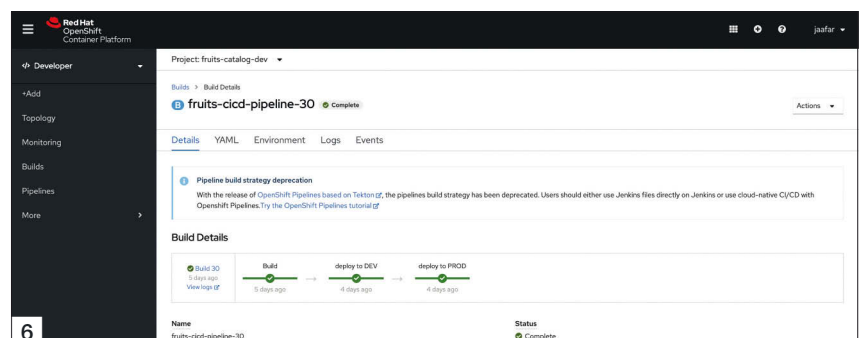 Red Hat
OpenShift
Container Platform
jaafar
Developer
Project: fruits-catalog-dev
+Add
Topology
Monitoring
Builds
Pipelines
More
Builds > Build Details
B fruits-cicd-pipeline-30 Complete
Actions
Details YAML Environment Logs Events
Pipeline build strategy deprecation
With the release of OpenShift Pipelines based on Tekton, the pipelines build strategy has been deprecated. Users should either use Jenkins files directly on Jenkins or use cloud-native CI/CD with
Openshift Pipelines.Try the OpenShift Pipelines tutorial
Build Details
Build 30
5 days ago
View logs
Build
5 days ago
deploy to DEV
4 days ago
deploy to PROD
4 days ago
Name
fruits-cicd-pipeline-30
Status
Complete
6